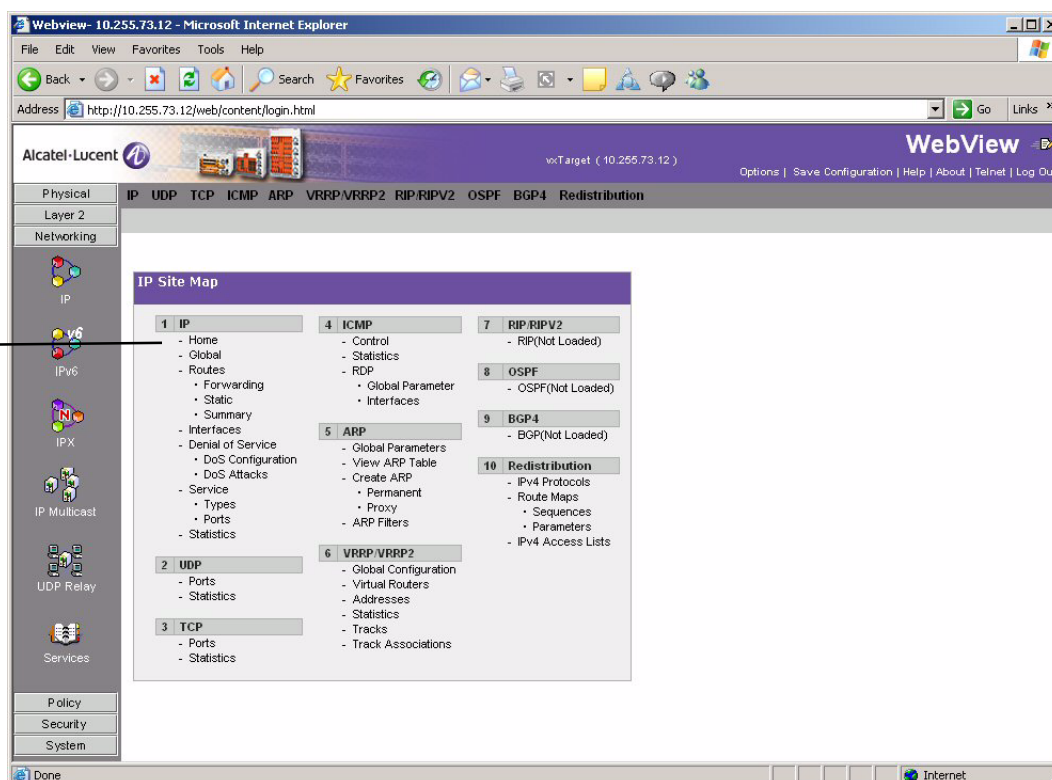 Webview- 10.255.73.12 - Microsoft Internet Explorer
File Edit View Favorites Tools Help
Back Search Favorites
Address http://10.255.73.12/web/content/login.html Go Links »
Alcatel·Lucent
vxTarget ( 10.255.73.12 )
WebView
Options | Save Configuration | Help | About | Telnet | Log Ou
Physical
Layer 2
Networking
IP UDP TCP ICMP ARP VRRP/VRRP2 RIP/RIPV2 OSPF BGP4 Redistribution
IP
v6
IPv6
N
IPX
IP Multicast
UDP Relay
Services
Policy
Security
System
IP Site Map
1 IP
- Home
- Global
- Routes
• Forwarding
• Static
• Summary
- Interfaces
- Denial of Service
• DoS Configuration
• DoS Attacks
- Service
• Types
• Ports
- Statistics
2 UDP
- Ports
- Statistics
3 TCP
- Ports
- Statistics
4 ICMP
- Control
- Statistics
- RDP
• Global Parameter
• Interfaces
5 ARP
- Global Parameters
- View ARP Table
- Create ARP
• Permanent
• Proxy
- ARP Filters
6 VRRP/VRRP2
- Global Configuration
- Virtual Routers
- Addresses
- Statistics
- Tracks
- Track Associations
7 RIP/RIPV2
- RIP(Not Loaded)
8 OSPF
- OSPF(Not Loaded)
9 BGP4
- BGP(Not Loaded)
10 Redistribution
- IPv4 Protocols
- Route Maps
• Sequences
• Parameters
- IPv4 Access Lists
Done Internet